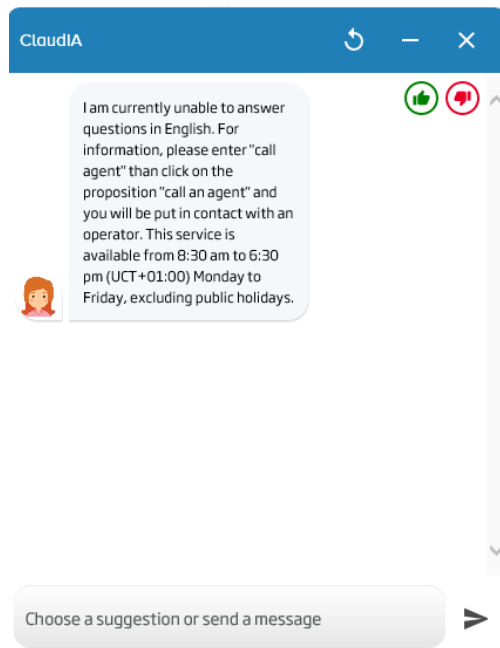 ClaudIA
I am currently unable to answer
questions in English. For
information, please enter "call
agent" than click on the
proposition "call an agent" and
you will be put in contact with an
operator. This service is
available from 8:30 am to 6:30
pm (UCT+01:00) Monday to
Friday, excluding public holidays.
Choose a suggestion or send a message